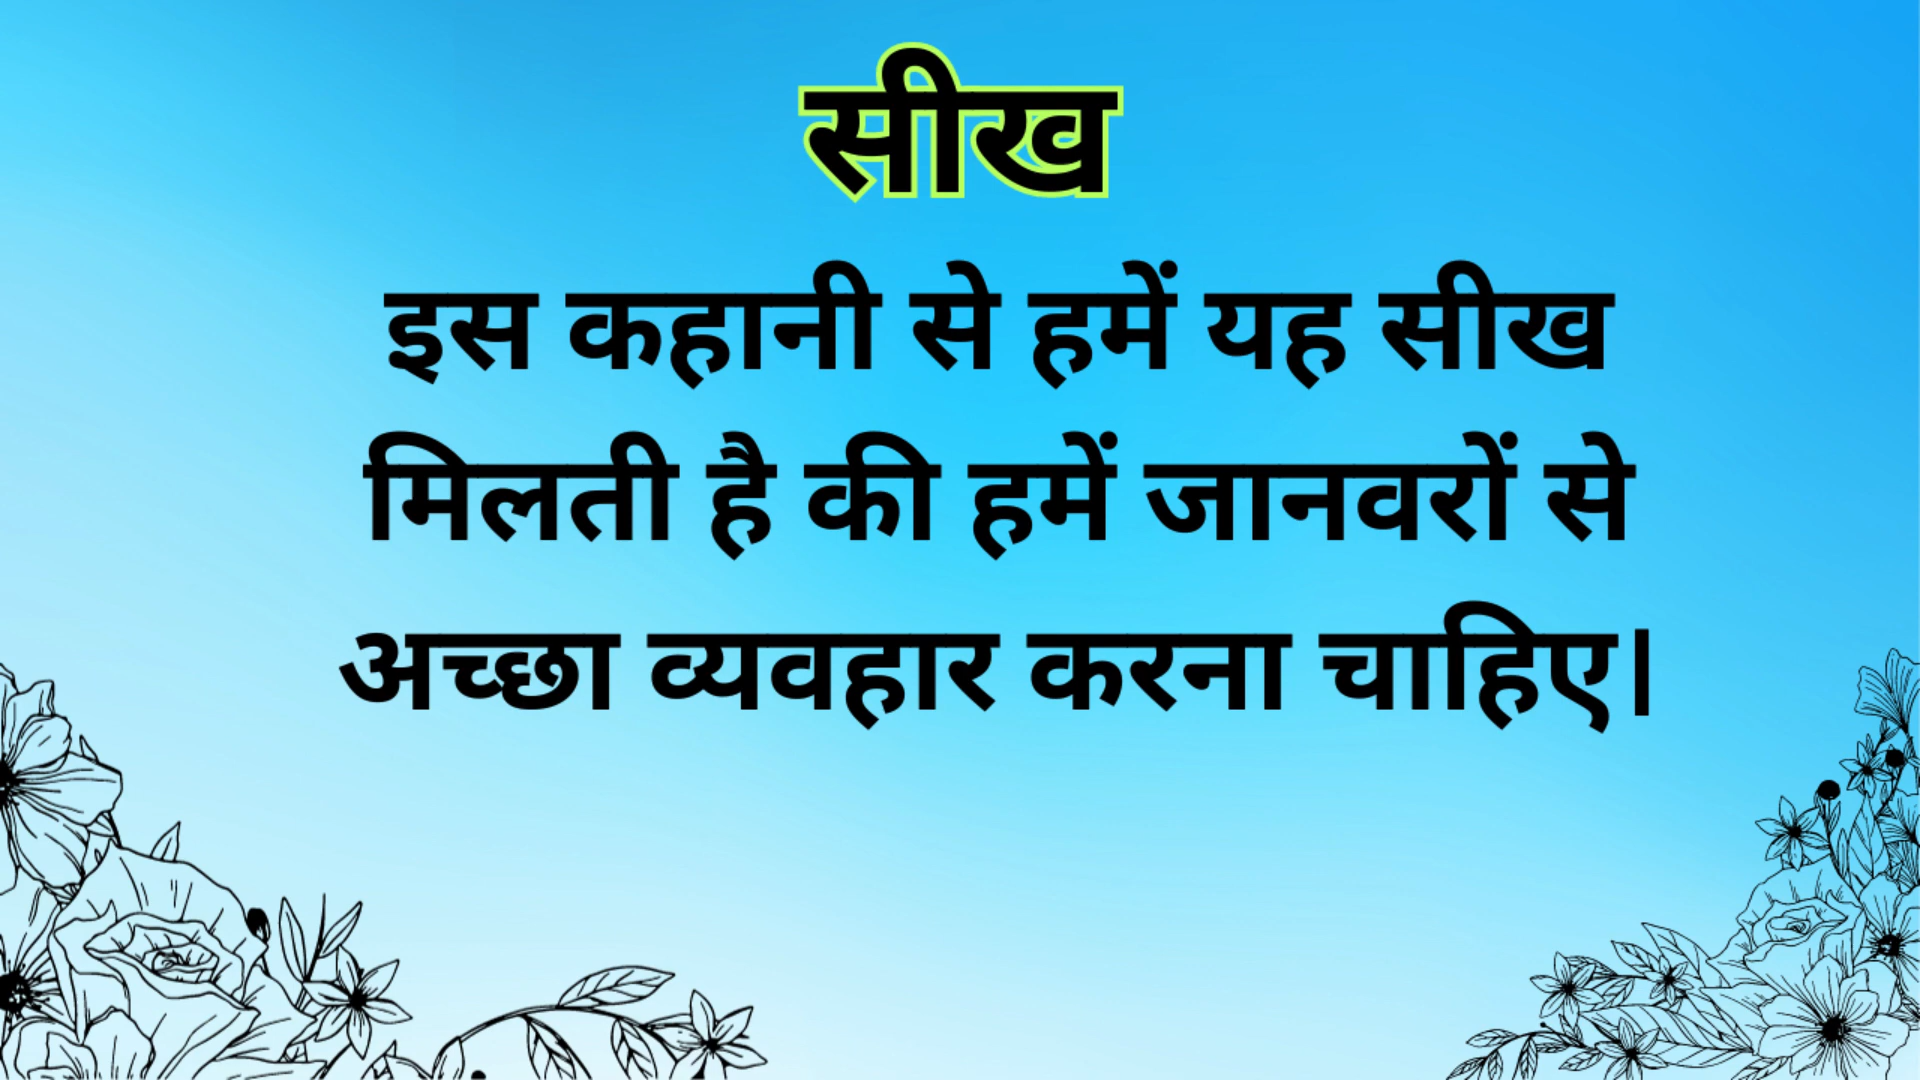 सीख
इस कहानी से हमें यह सीख
मिलती है की हमें जानवरों से
अच्छा व्यवहार करना चाहिए।